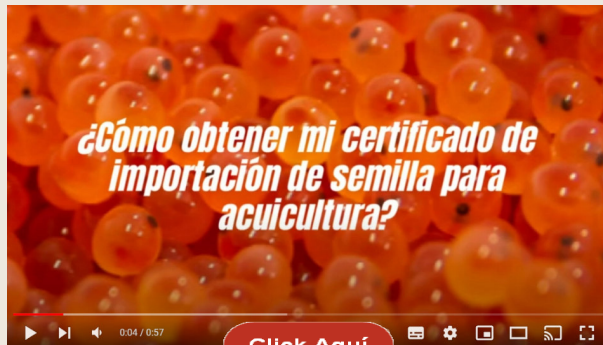 ¿Cómo obtener mi certificado de
importación de semilla para
acuicultura?
0:04 / 0:57
Click Aquí